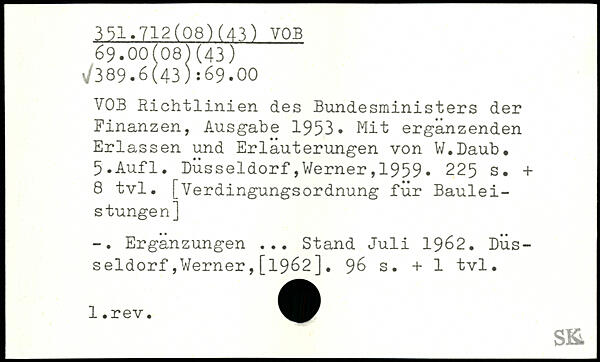 351.712(08)(43) VOB
69.00(08)(43)
√389.6(43):69.00
VOB Richtlinien des Bundesministers der
Finanzen, Ausgabe 1953. Mit ergänzenden
Erlassen und Erläuterungen von W.Daub.
5.Aufl. Düsseldorf,Werner,1959. 225 s. +
8 tvl. [Verdingungsordnung für Baulei-
stungen]
-. Ergänzungen ... Stand Juli 1962. Düs-
seldorf,Werner,[1962]. 96 s. + 1 tvl.
1.rev.
SK